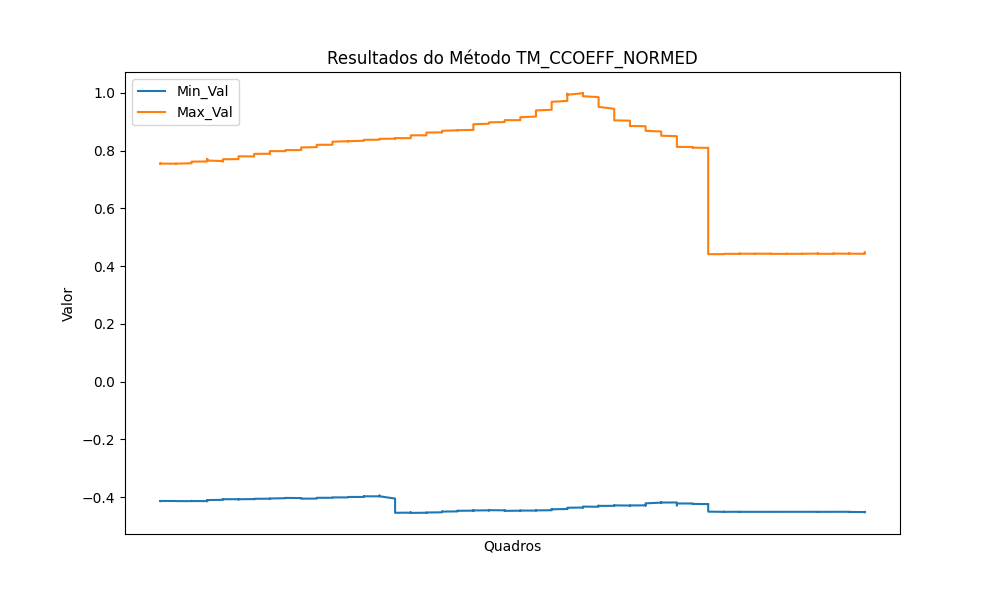 Resultados do Método TM_CCOEFF_NORMED
Min_Val
Max_Val
1.0
0.8
0.6
0.4
0.2
0.0
−0.2
−0.4
Valor
Quadros